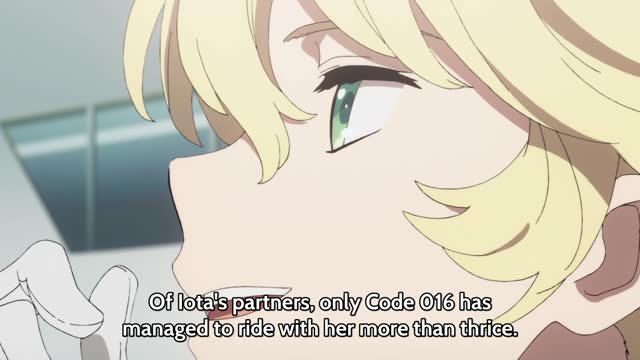 Of Iota's partners, only Code 016 has
managed to ride with her more than thrice.